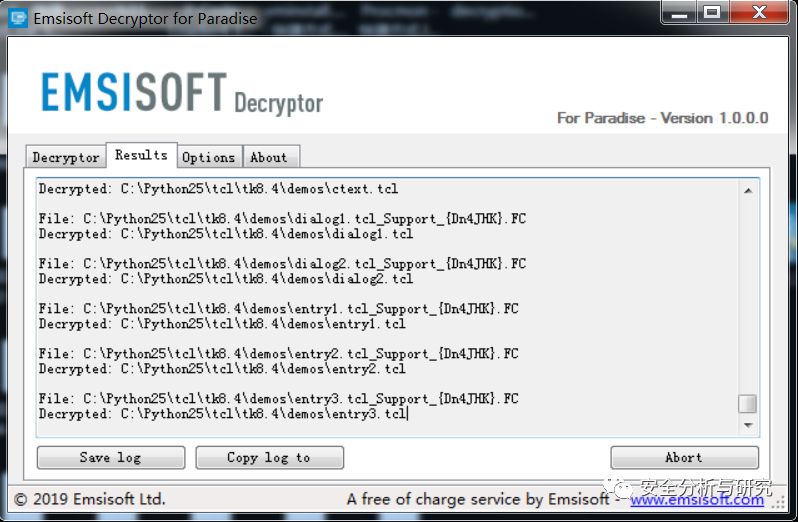 Emsisoft Decryptor for Paradise
EMSISOFT Decryptor
For Paradise - Version 1.0.0.0
Decryptor Results Options About
Decrypted: C:\Python25\tcl\tk8.4\demos\ctext.tcl
File: C:\Python25\tcl\tk8.4\demos\dialog1.tcl_Support_{Dn4JHK}.FC
Decrypted: C:\Python25\tcl\tk8.4\demos\dialog1.tcl
File: C:\Python25\tcl\tk8.4\demos\dialog2.tcl_Support_{Dn4JHK}.FC
Decrypted: C:\Python25\tcl\tk8.4\demos\dialog2.tcl
File: C:\Python25\tcl\tk8.4\demos\entry1.tcl_Support_{Dn4JHK}.FC
Decrypted: C:\Python25\tcl\tk8.4\demos\entry1.tcl
File: C:\Python25\tcl\tk8.4\demos\entry2.tcl_Support_{Dn4JHK}.FC
Decrypted: C:\Python25\tcl\tk8.4\demos\entry2.tcl
File: C:\Python25\tcl\tk8.4\demos\entry3.tcl_Support_{Dn4JHK}.FC
Decrypted: C:\Python25\tcl\tk8.4\demos\entry3.tcl
Save log Copy log to Abort
安全分析与研究
© 2019 Emsisoft Ltd. A free of charge service by Emsisoft - www.emsisoft.com